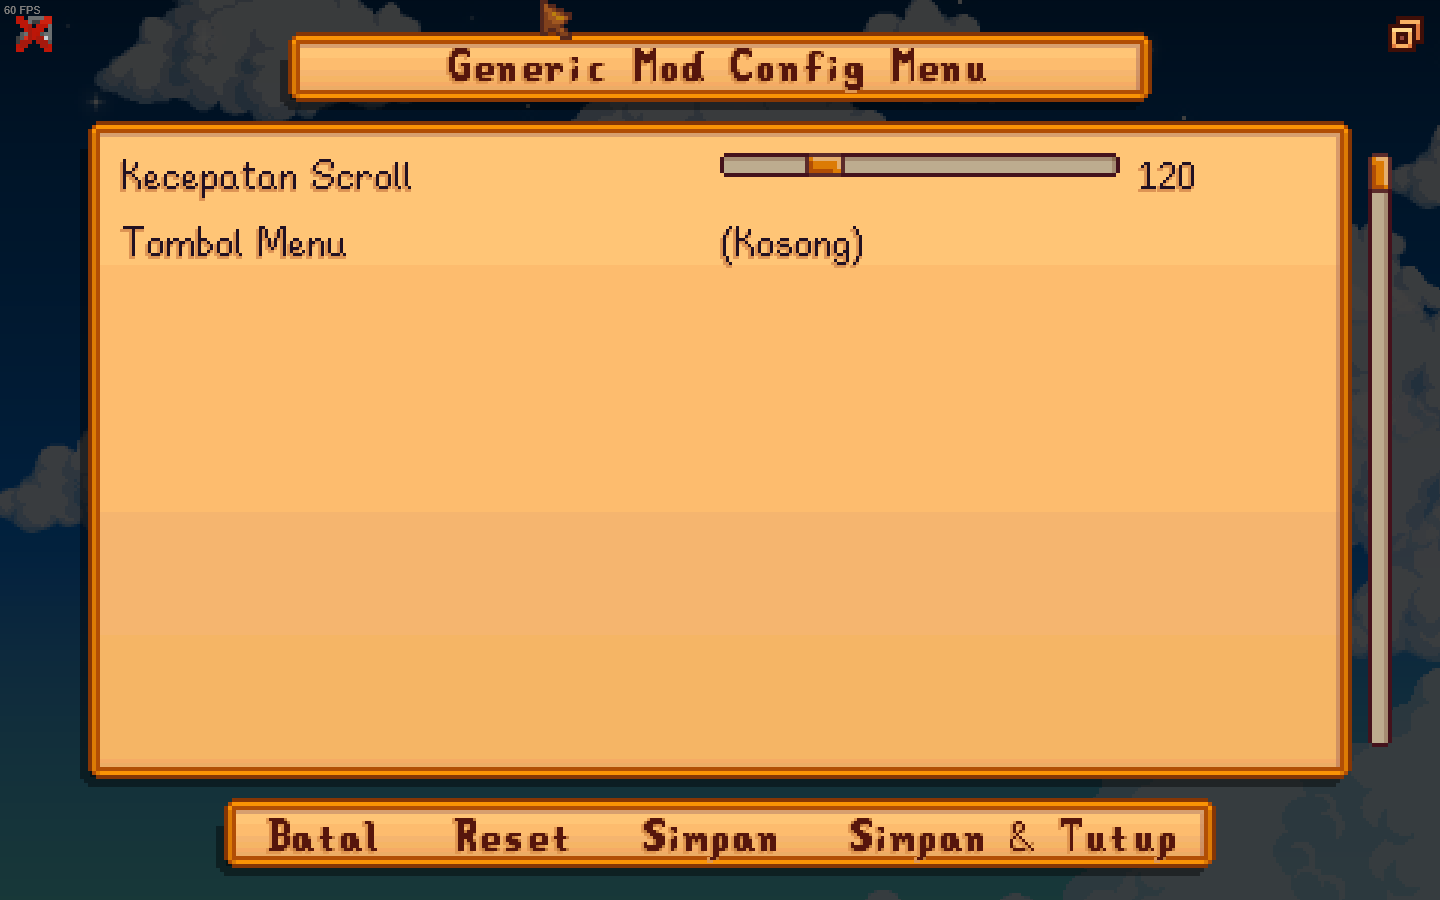 60 FPS
Generic Mod Config Menu
Kecepatan Scroll 120
Tombol Menu (Kosong)
Batal Reset Simpan Simpan & Tutup